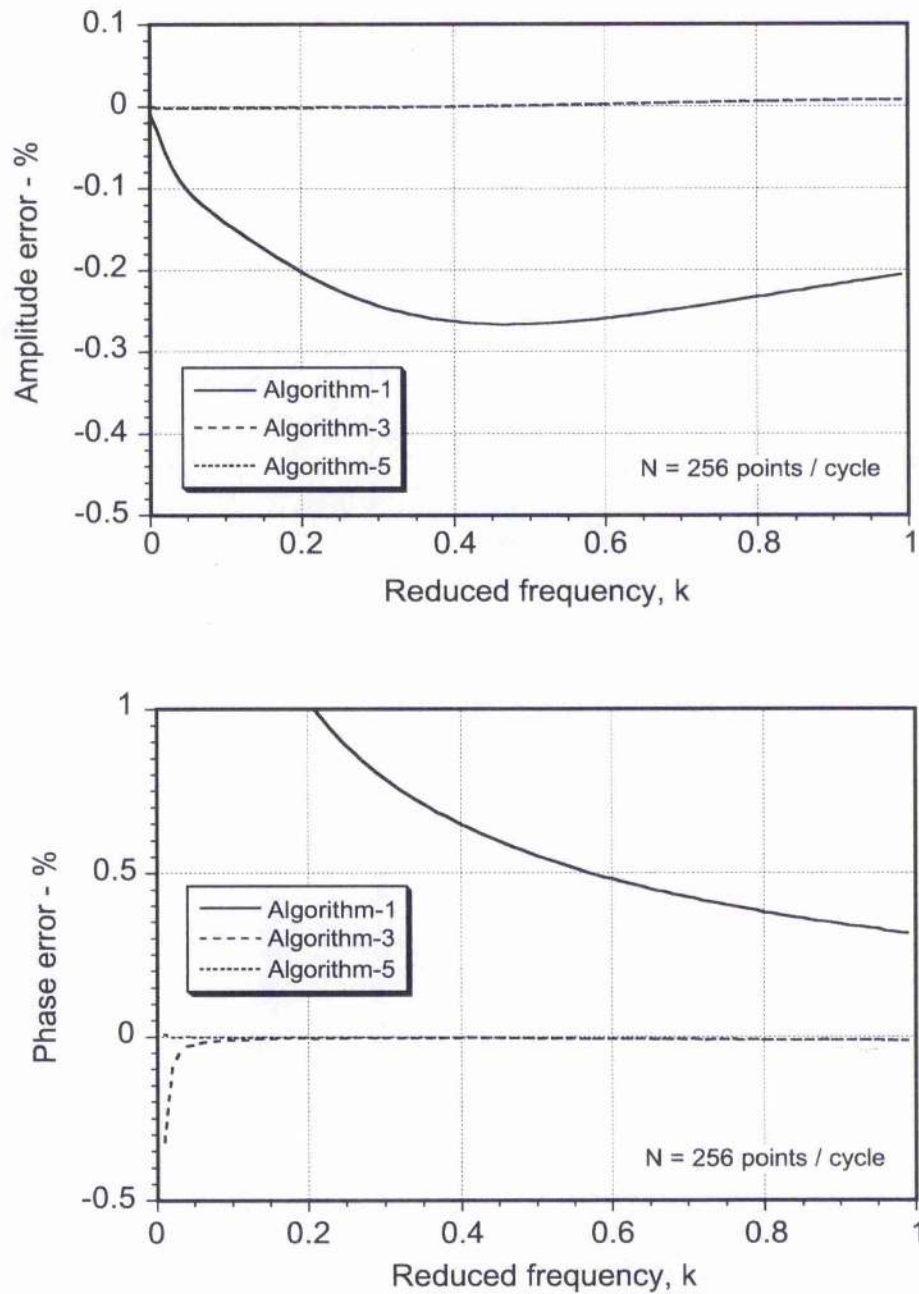 0.1
0
-0.1
-0.2
-0.3
-0.4
-0.5
Amplitude error - %
Algorithm-1
Algorithm-3
Algorithm-5
N = 256 points / cycle
0 0.2 0.4 0.6 0.8 1
Reduced frequency, k
1
0.5
0
-0.5
Phase error - %
Algorithm-1
Algorithm-3
Algorithm-5
N = 256 points / cycle
0 0.2 0.4 0.6 0.8 1
Reduced frequency, k